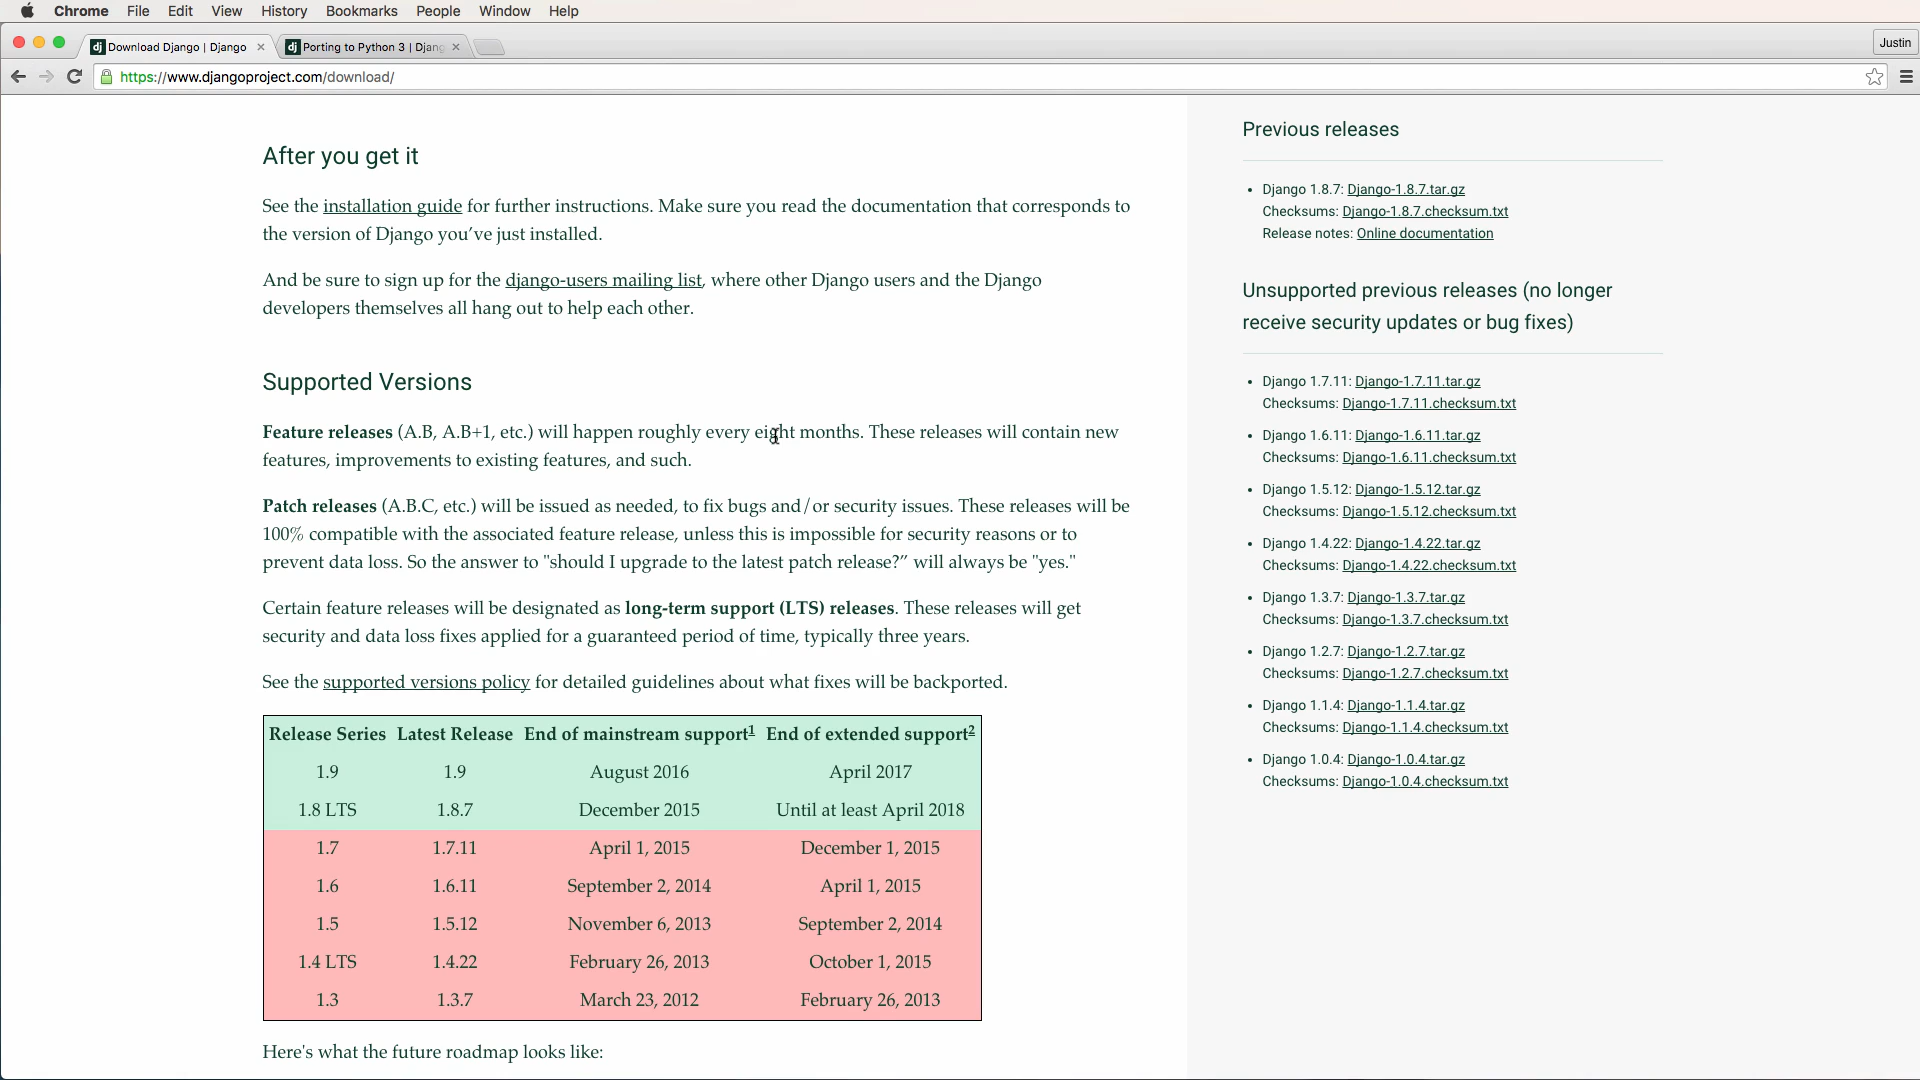 Chrome File Edit View History Bookmarks People Window Help
Download Django | Django
Porting to Python 3 | Djang
Justin
https://www.djangoproject.com/download/
After you get it
See the installation guide for further instructions. Make sure you read the documentation that corresponds to
the version of Django you’ve just installed.
And be sure to sign up for the django-users mailing list, where other Django users and the Django
developers themselves all hang out to help each other.
Supported Versions
Feature releases (A.B, A.B+1, etc.) will happen roughly every eight months. These releases will contain new
features, improvements to existing features, and such.
Patch releases (A.B.C, etc.) will be issued as needed, to fix bugs and/or security issues. These releases will be
100% compatible with the associated feature release, unless this is impossible for security reasons or to
prevent data loss. So the answer to "should I upgrade to the latest patch release?” will always be "yes."
Certain feature releases will be designated as long-term support (LTS) releases. These releases will get
security and data loss fixes applied for a guaranteed period of time, typically three years.
See the supported versions policy for detailed guidelines about what fixes will be backported.
Release Series Latest Release End of mainstream support1 End of extended support2
1.9 1.9 August 2016 April 2017
1.8 LTS 1.8.7 December 2015 Until at least April 2018
1.7 1.7.11 April 1, 2015 December 1, 2015
1.6 1.6.11 September 2, 2014 April 1, 2015
1.5 1.5.12 November 6, 2013 September 2, 2014
1.4 LTS 1.4.22 February 26, 2013 October 1, 2015
1.3 1.3.7 March 23, 2012 February 26, 2013
Here's what the future roadmap looks like:
Previous releases
Django 1.8.7: Django-1.8.7.tar.gz
Checksums: Django-1.8.7.checksum.txt
Release notes: Online documentation
Unsupported previous releases (no longer
receive security updates or bug fixes)
Django 1.7.11: Django-1.7.11.tar.gz
Checksums: Django-1.7.11.checksum.txt
Django 1.6.11: Django-1.6.11.tar.gz
Checksums: Django-1.6.11.checksum.txt
Django 1.5.12: Django-1.5.12.tar.gz
Checksums: Django-1.5.12.checksum.txt
Django 1.4.22: Django-1.4.22.tar.gz
Checksums: Django-1.4.22.checksum.txt
Django 1.3.7: Django-1.3.7.tar.gz
Checksums: Django-1.3.7.checksum.txt
Django 1.2.7: Django-1.2.7.tar.gz
Checksums: Django-1.2.7.checksum.txt
Django 1.1.4: Django-1.1.4.tar.gz
Checksums: Django-1.1.4.checksum.txt
Django 1.0.4: Django-1.0.4.tar.gz
Checksums: Django-1.0.4.checksum.txt